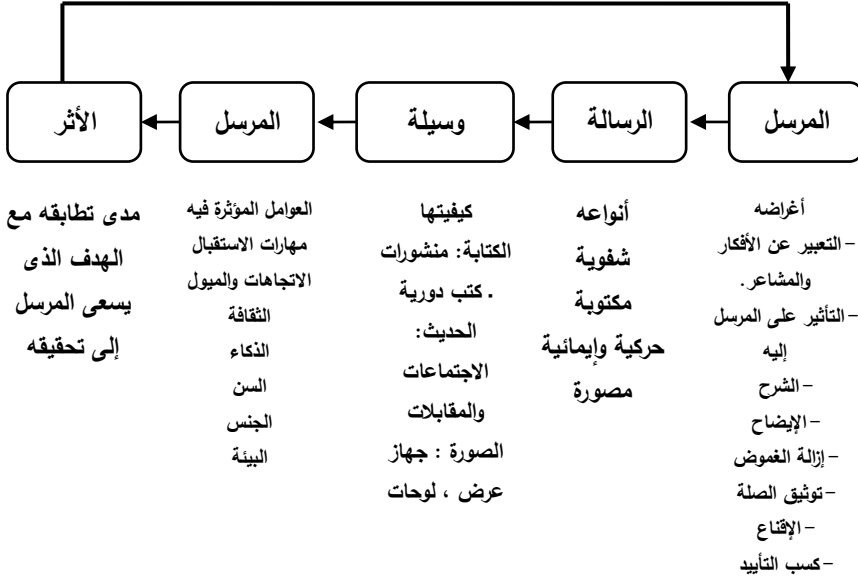 المرسل
الرسالة
وسيلة
المرسل
الأثر
أغراضه
-التعبير عن الأفكار
والمشاعر.
-التأثير على المرسل
إليه
-الشرح
-الإيضاح
-إزالة الغموض
-توثيق الصلة
-الإقناع
-كسب التأييد
أنواعه
شفوية
مكتوبة
حركية وإيمائية
مصورة
كيفيتها
الكتابة: منشورات
. كتب دورية
الحديث:
الاجتماعات
والمقابلات
الصورة : جهاز
عرض ، لوحات
العوامل المؤثرة فيه
مهارات الاستقبال
الاتجاهات والميول
الثقافة
الذكاء
السن
الجنس
البيئة
مدى تطابقه مع
الهدف الذى
يسعى المرسل
إلى تحقيقه